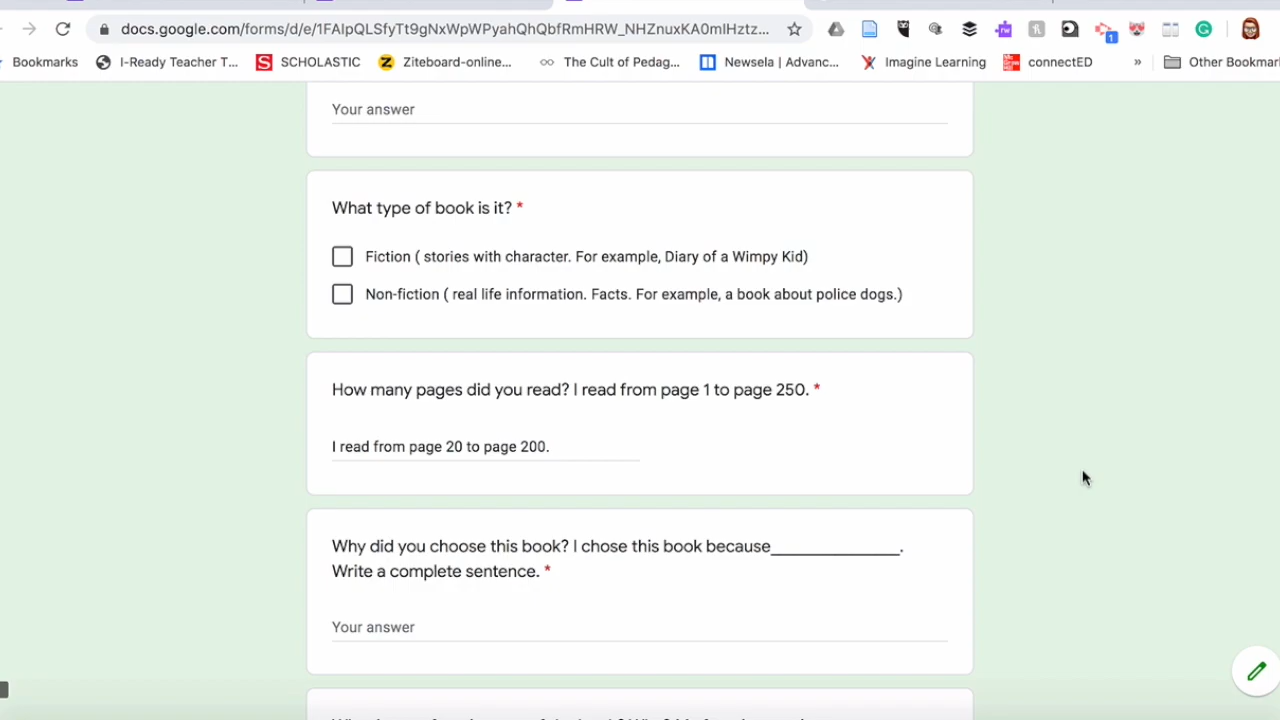 docs.google.com/forms/d/e/1FAIpQLSfyTt9gNxWpWPyahQhQbfRmHRW_NHZnuxKA0mIHztz...
Bookmarks I-Ready Teacher T... SCHOLASTIC Ziteboard-online... The Cult of Pedag... Newsela | Advanc... Imagine Learning connectED » Other Bookmar
Your answer
What type of book is it? *
Fiction ( stories with character. For example, Diary of a Wimpy Kid)
Non-fiction ( real life information. Facts. For example, a book about police dogs.)
How many pages did you read? I read from page 1 to page 250. *
I read from page 20 to page 200.
Why did you choose this book? I chose this book because_______________.
Write a complete sentence. *
Your answer